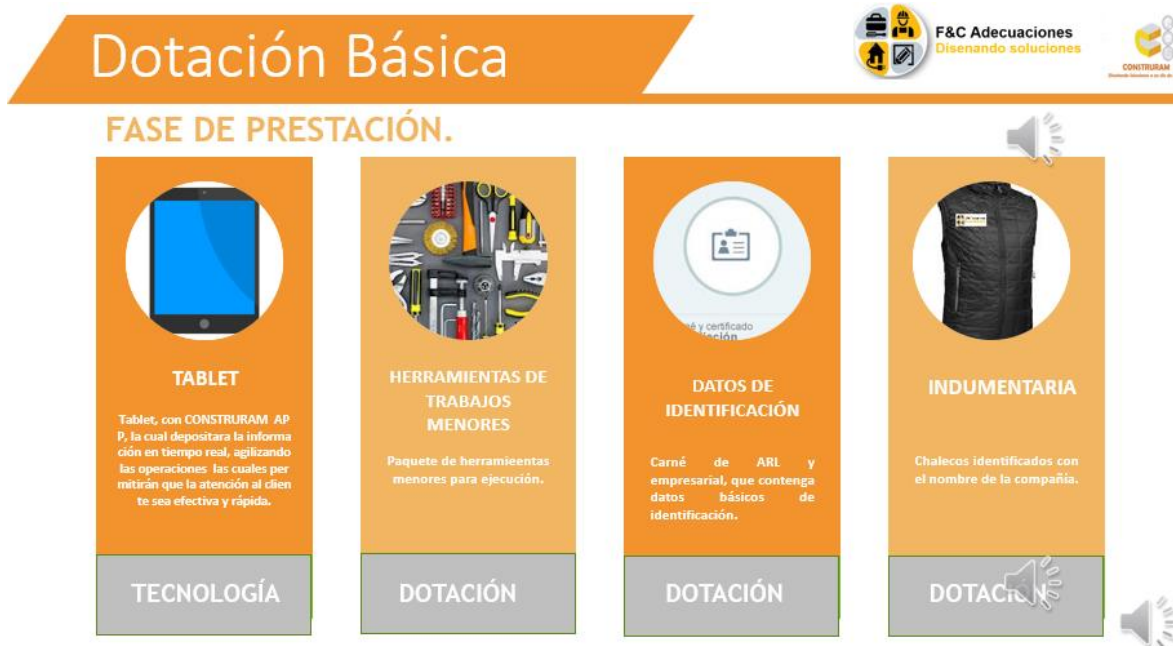 Dotación Básica
F&C Adecuaciones
Disenando soluciones
CONSTRURAM
FASE DE PRESTACIÓN.
TABLET
Tablet, con CONSTRURAM AP
P, la cual depositara la informa
ción en tiempo real, agilizando
las operaciones las cuales per
mitirán que la atención al clien
te sea efectiva y rápida.
TECNOLOGÍA
HERRAMIENTAS DE
TRABAJOS
MENORES
Paquete de herramieentas
menores para ejecución.
DOTACIÓN
y certificado
DATOS DE
IDENTIFICACIÓN
Carné de ARL y
empresarial, que contenga
datos básicos de
identificación.
DOTACIÓN
INDUMENTARIA
Chalecos identificados con
el nombre de la compañía.
DOTACIÓN